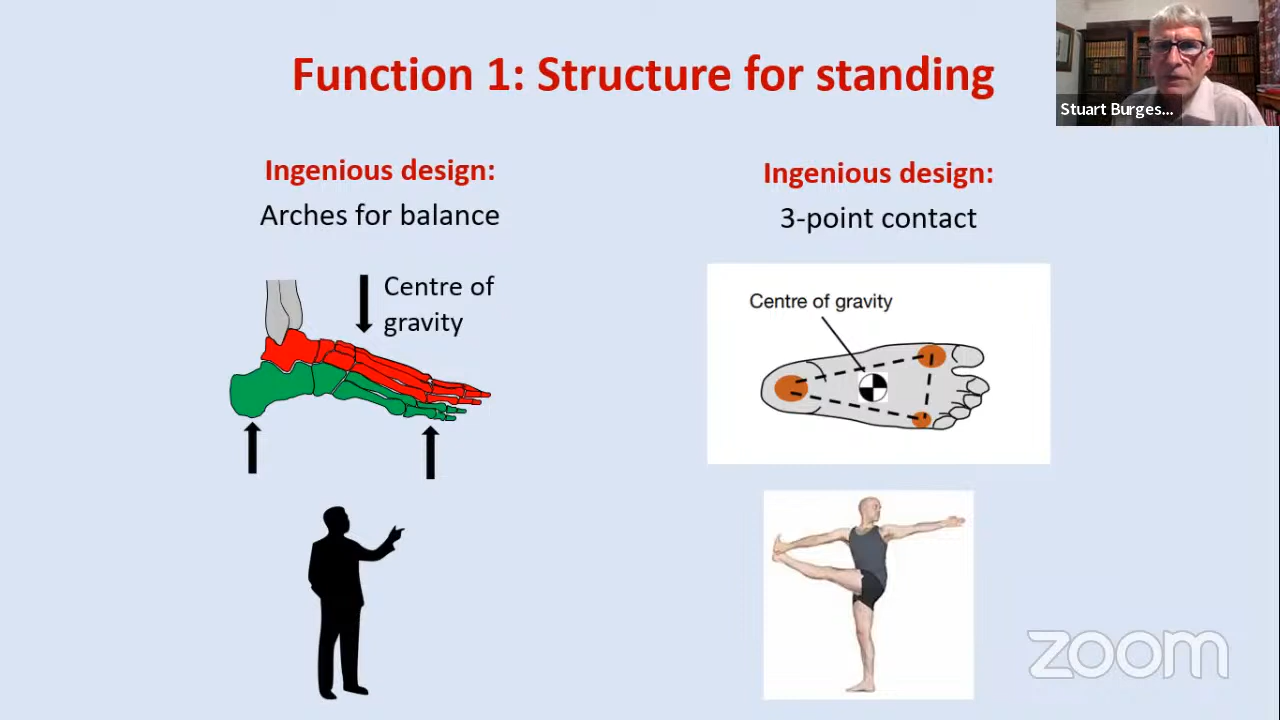 Function 1: Structure for standing
Stuart Burges...
Ingenious design:
Arches for balance
Centre of
gravity
Ingenious design:
3-point contact
Centre of gravity
zoom